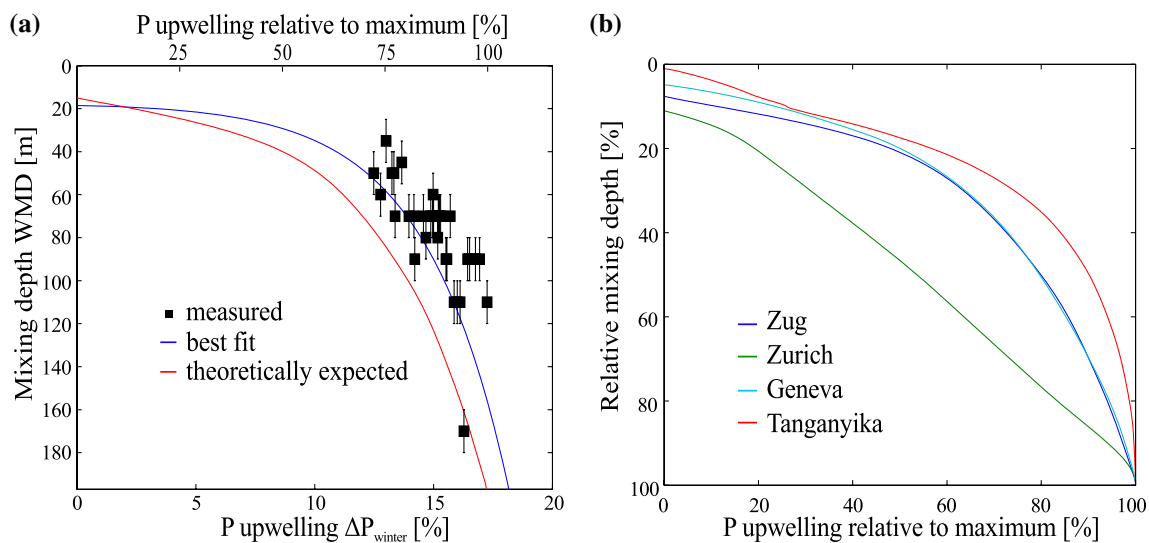 (a)
P upwelling relative to maximum [%]
25 50 75 100
0
20
40
60
80
100
120
140
160
180
Mixing depth WMD [m]
measured
best fit
theoretically expected
0 5 10 15 20
P upwelling ΔPwinter [%]
(b)
0
20
40
60
80
100
Relative mixing depth [%]
Zug
Zurich
Geneva
Tanganyika
0 20 40 60 80 100
P upwelling relative to maximum [%]